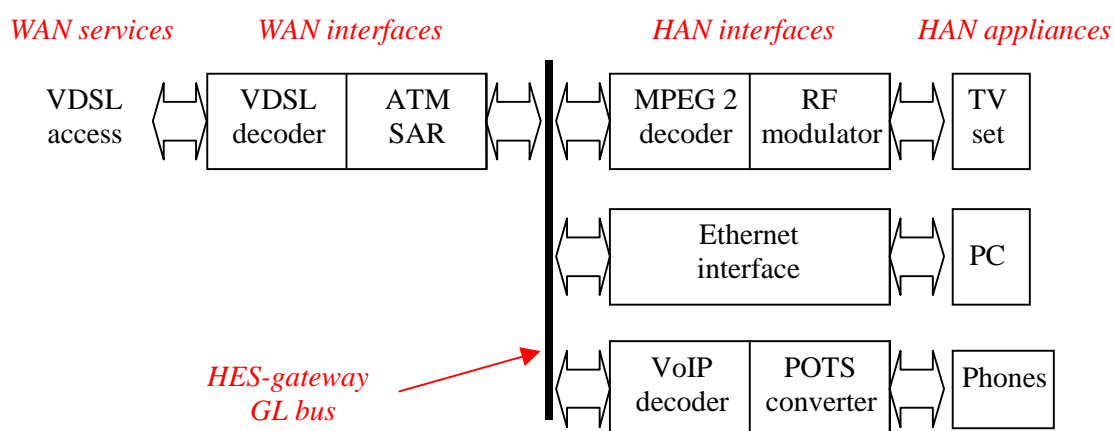 WAN services
WAN interfaces
HAN interfaces
HAN appliances
VDSL
access
VDSL
decoder
ATM
SAR
MPEG 2
decoder
RF
modulator
TV
set
Ethernet
interface
PC
HES-gateway
GL bus
VoIP
decoder
POTS
converter
Phones